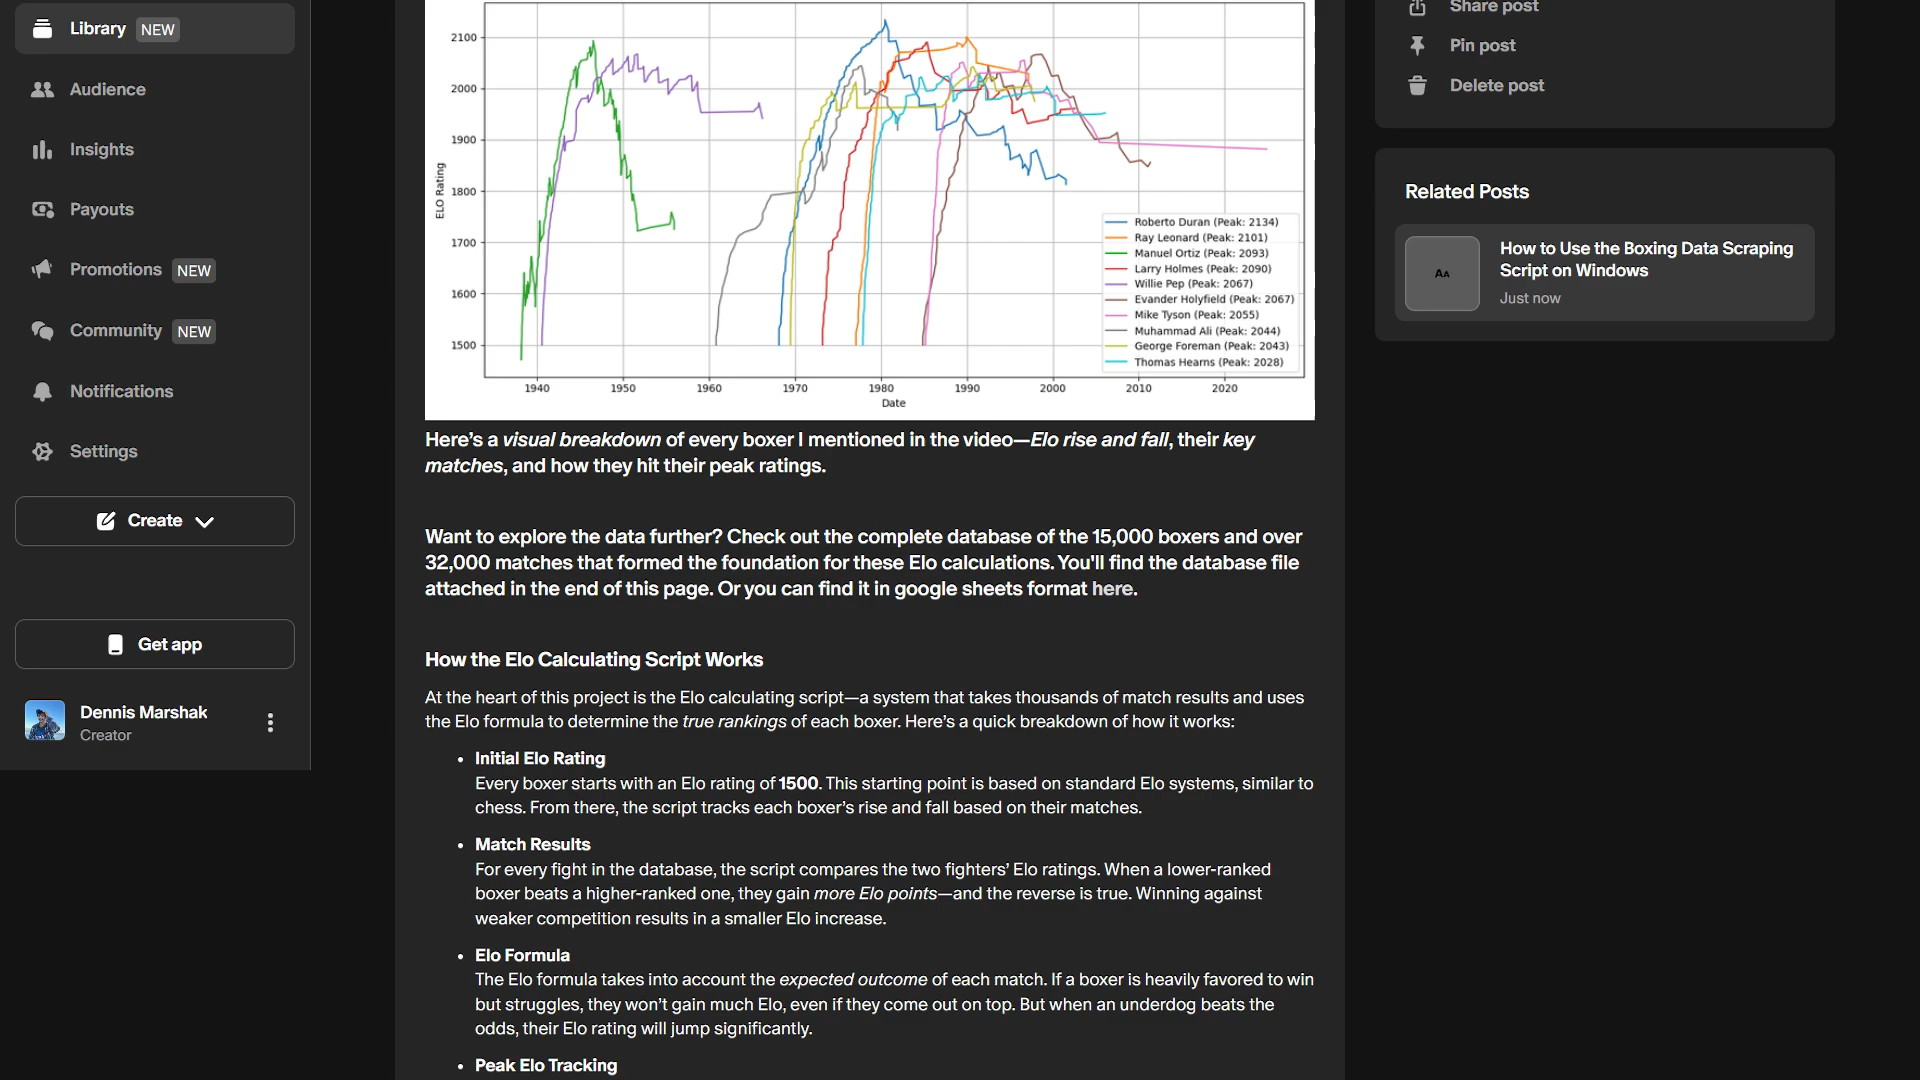 Library NEW
Audience
Insights
Payouts
Promotions NEW
Community NEW
Notifications
Settings
Create
Get app
Dennis Marshak
Creator
ELO Rating
2100
2000
1900
1800
1700
1600
1500
1940 1950 1960 1970 1980 1990 2000 2010 2020
Date
Roberto Duran (Peak: 2134)
Ray Leonard (Peak: 2101)
Manuel Ortiz (Peak: 2093)
Larry Holmes (Peak: 2090)
Willie Pep (Peak: 2067)
Evander Holyfield (Peak: 2067)
Mike Tyson (Peak: 2055)
Muhammad Ali (Peak: 2044)
George Foreman (Peak: 2043)
Thomas Hearns (Peak: 2028)
Here's a visual breakdown of every boxer I mentioned in the video—Elo rise and fall, their key
matches, and how they hit their peak ratings.
Want to explore the data further? Check out the complete database of the 15,000 boxers and over
32,000 matches that formed the foundation for these Elo calculations. You'll find the database file
attached in the end of this page. Or you can find it in google sheets format here.
How the Elo Calculating Script Works
At the heart of this project is the Elo calculating script—a system that takes thousands of match results and uses
the Elo formula to determine the true rankings of each boxer. Here's a quick breakdown of how it works:
• Initial Elo Rating
Every boxer starts with an Elo rating of 1500. This starting point is based on standard Elo systems, similar to
chess. From there, the script tracks each boxer's rise and fall based on their matches.
• Match Results
For every fight in the database, the script compares the two fighters' Elo ratings. When a lower-ranked
boxer beats a higher-ranked one, they gain more Elo points—and the reverse is true. Winning against
weaker competition results in a smaller Elo increase.
• Elo Formula
The Elo formula takes into account the expected outcome of each match. If a boxer is heavily favored to win
but struggles, they won't gain much Elo, even if they come out on top. But when an underdog beats the
odds, their Elo rating will jump significantly.
• Peak Elo Tracking
Share post
Pin post
Delete post
Related Posts
AA
How to Use the Boxing Data Scraping
Script on Windows
Just now